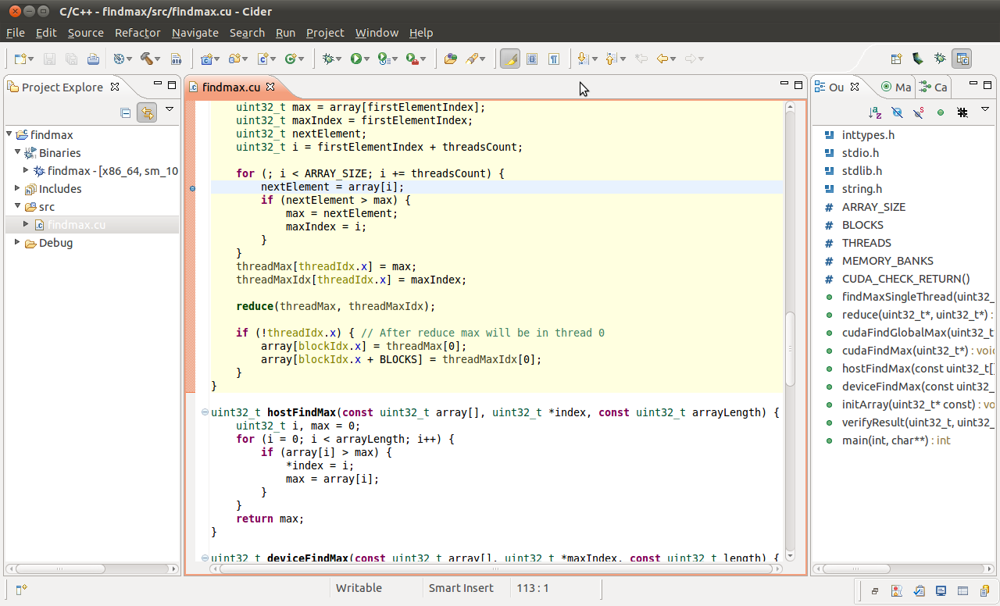 C/C++ - findmax/src/findmax.cu - Cider
File Edit Source Refactor Navigate Search Run Project Window Help
Project Explore
findmax
Binaries
findmax - [x86_64, sm_10
Includes
src
findmax.cu
Debug
findmax.cu
uint32_t max = array[firstElementIndex];
uint32_t maxIndex = firstElementIndex;
uint32_t nextElement;
uint32_t i = firstElementIndex + threadsCount;
for (; i < ARRAY_SIZE; i += threadsCount) {
nextElement = array[i];
if (nextElement > max) {
max = nextElement;
maxIndex = i;
}
}
threadMax[threadIdx.x] = max;
threadMaxIdx[threadIdx.x] = maxIndex;
reduce(threadMax, threadMaxIdx);
if (!threadIdx.x) { // After reduce max will be in thread 0
array[blockIdx.x] = threadMax[0];
array[blockIdx.x + BLOCKS] = threadMaxIdx[0];
}
}
uint32_t hostFindMax(const uint32_t array[], uint32_t *index, const uint32_t arrayLength) {
uint32_t i, max = 0;
for (i = 0; i < arrayLength; i++) {
if (array[i] > max) {
*index = i;
max = array[i];
}
}
return max;
}
uint32_t deviceFindMax(const uint32_t array[], uint32_t *maxIndex, const uint32_t length) {
Ou Ma Ca
inttypes.h
stdio.h
stdlib.h
string.h
ARRAY_SIZE
BLOCKS
THREADS
MEMORY_BANKS
CUDA_CHECK_RETURN()
findMaxSingleThread(uint32_
reduce(uint32_t*, uint32_t*) :
cudaFindGlobalMax(uint32_t
cudaFindMax(uint32_t*) : voi
hostFindMax(const uint32_t[]
deviceFindMax(const uint32_
initArray(uint32_t* const) : vo
verifyResult(uint32_t, uint32_
main(int, char**) : int
Writable Smart Insert 113 : 1